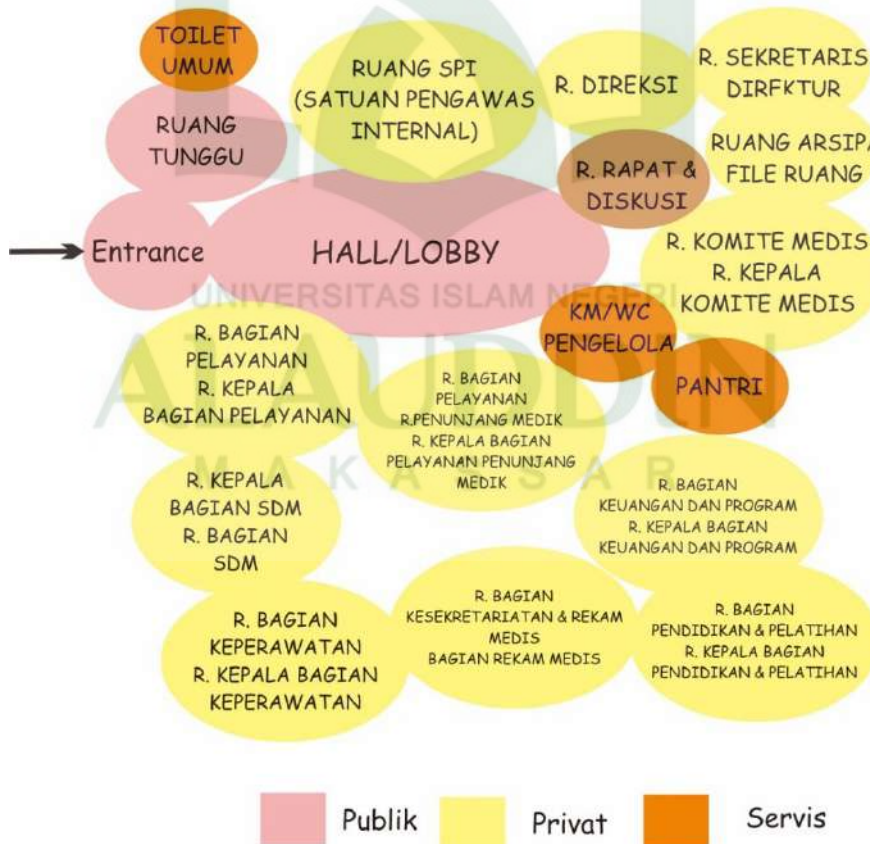 TOILET
UMUM
RUANG
TUNGGU
RUANG SPI
(SATUAN PENGAWAS
INTERNAL)
R. DIREKSI
R. SEKRETARIS
DIRFKTUR
RUANG ARSIPA
FILE RUANG
R. RAPAT &
DISKUSI
Entrance
HALL/LOBBY
R. KOMITE MEDIS
R. KEPALA
KOMITE MEDIS
UNIVERSITAS ISLAM NEGERI
ALAUDDIN
MAKASSAR
KM/WC
PENGELOLA
PANTRI
R. BAGIAN
PELAYANAN
R. KEPALA
BAGIAN PELAYANAN
R. BAGIAN
PELAYANAN
R.PENUNJANG MEDIK
R. KEPALA BAGIAN
PELAYANAN PENUNJANG
MEDIK
R. KEPALA
BAGIAN SDM
R. BAGIAN
SDM
R. BAGIAN
KEUANGAN DAN PROGRAM
R. KEPALA BAGIAN
KEUANGAN DAN PROGRAM
R. BAGIAN
KEPERAWATAN
R. KEPALA BAGIAN
KEPERAWATAN
R. BAGIAN
KESEKRETARIATAN & REKAM
MEDIS
BAGIAN REKAM MEDIS
R. BAGIAN
PENDIDIKAN & PELATIHAN
R. KEPALA BAGIAN
PENDIDIKAN & PELATIHAN
Publik
Privat
Servis